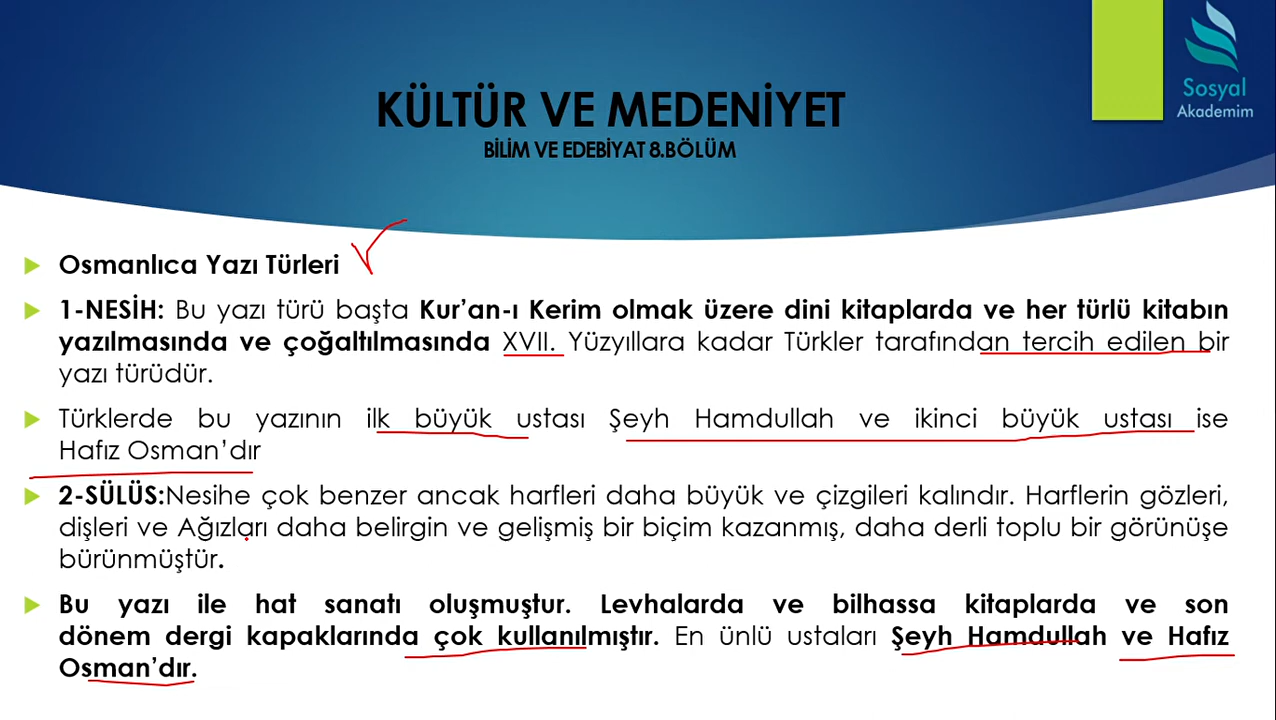 Sosyal
Akademim
KÜLTÜR VE MEDENİYET
BİLİM VE EDEBİYAT 8.BÖLÜM
Osmanlıca Yazı Türleri
1-NESİH: Bu yazı türü başta Kur’an-ı Kerim olmak üzere dini kitaplarda ve her türlü kitabın
yazılmasında ve çoğaltılmasında XVII. Yüzyıllara kadar Türkler tarafından tercih edilen bir
yazı türüdür.
Türklerde bu yazının ilk büyük ustası Şeyh Hamdullah ve ikinci büyük ustası ise
Hafız Osman’dır
2-SÜLÜS:Nesihe çok benzer ancak harfleri daha büyük ve çizgileri kalındır. Harflerin gözleri,
dişleri ve Ağızları daha belirgin ve gelişmiş bir biçim kazanmış, daha derli toplu bir görünüşe
bürünmüştür.
Bu yazı ile hat sanatı oluşmuştur. Levhalarda ve bilhassa kitaplarda ve son
dönem dergi kapaklarında çok kullanılmıştır. En ünlü ustaları Şeyh Hamdullah ve Hafız
Osman’dır.